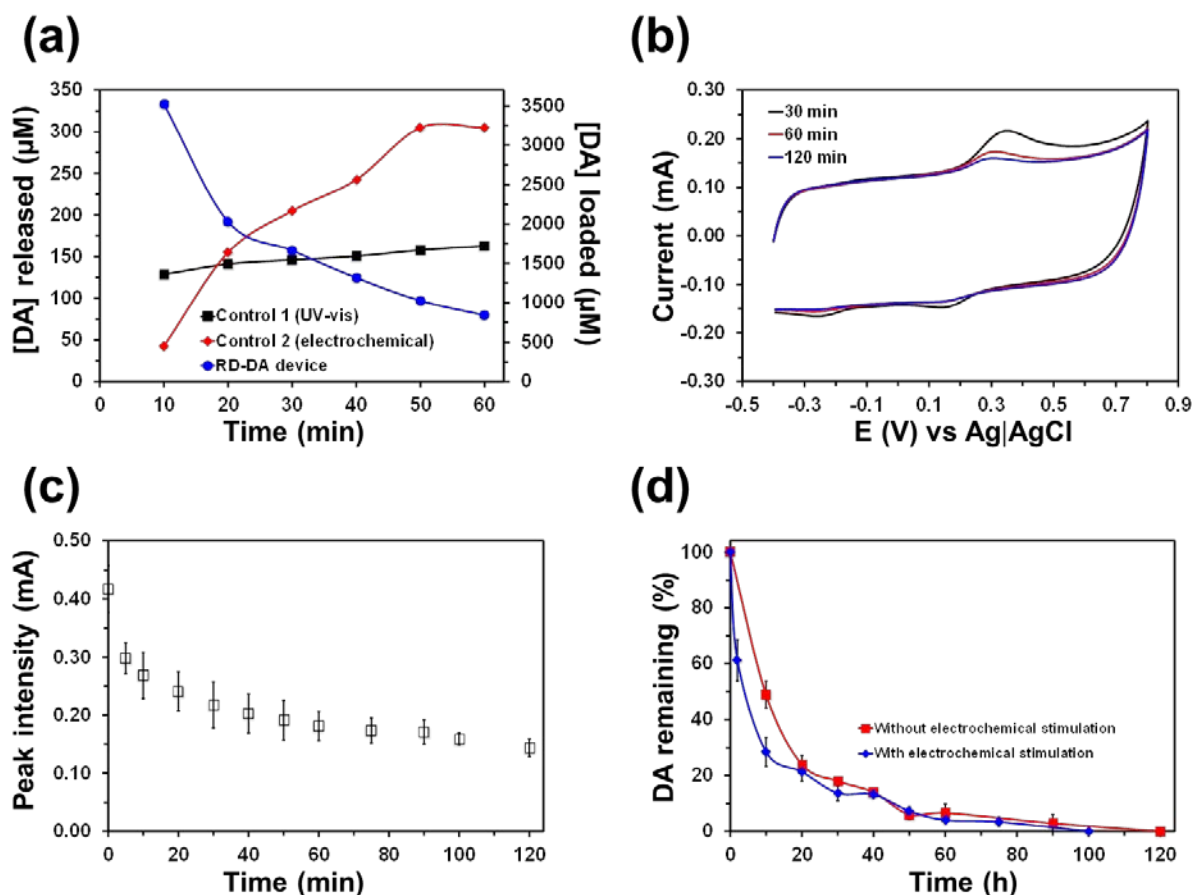 (a)
350
300
250
200
150
100
50
0
[DA] released (µM)
3500
3000
2500
2000
1500
1000
500
0
[DA] loaded
(µM)
Control 1 (UV-vis)
Control 2 (electrochemical)
RD-DA device
0 10 20 30 40 50 60
Time (min)
(b)
0.30
0.20
0.10
0.00
-0.10
-0.20
-0.30
Current (mA)
30 min
60 min
120 min
-0.5 -0.3 -0.1 0.1 0.3 0.5 0.7 0.9
E (V) vs Ag|AgCl
(c)
0.50
0.40
0.30
0.20
0.10
0.00
Peak intensity (mA)
0 20 40 60 80 100 120
Time (min)
(d)
100
80
60
40
20
0
DA remaining (%)
Without electrochemical stimulation
With electrochemical stimulation
0 20 40 60 80 100 120
Time (h)